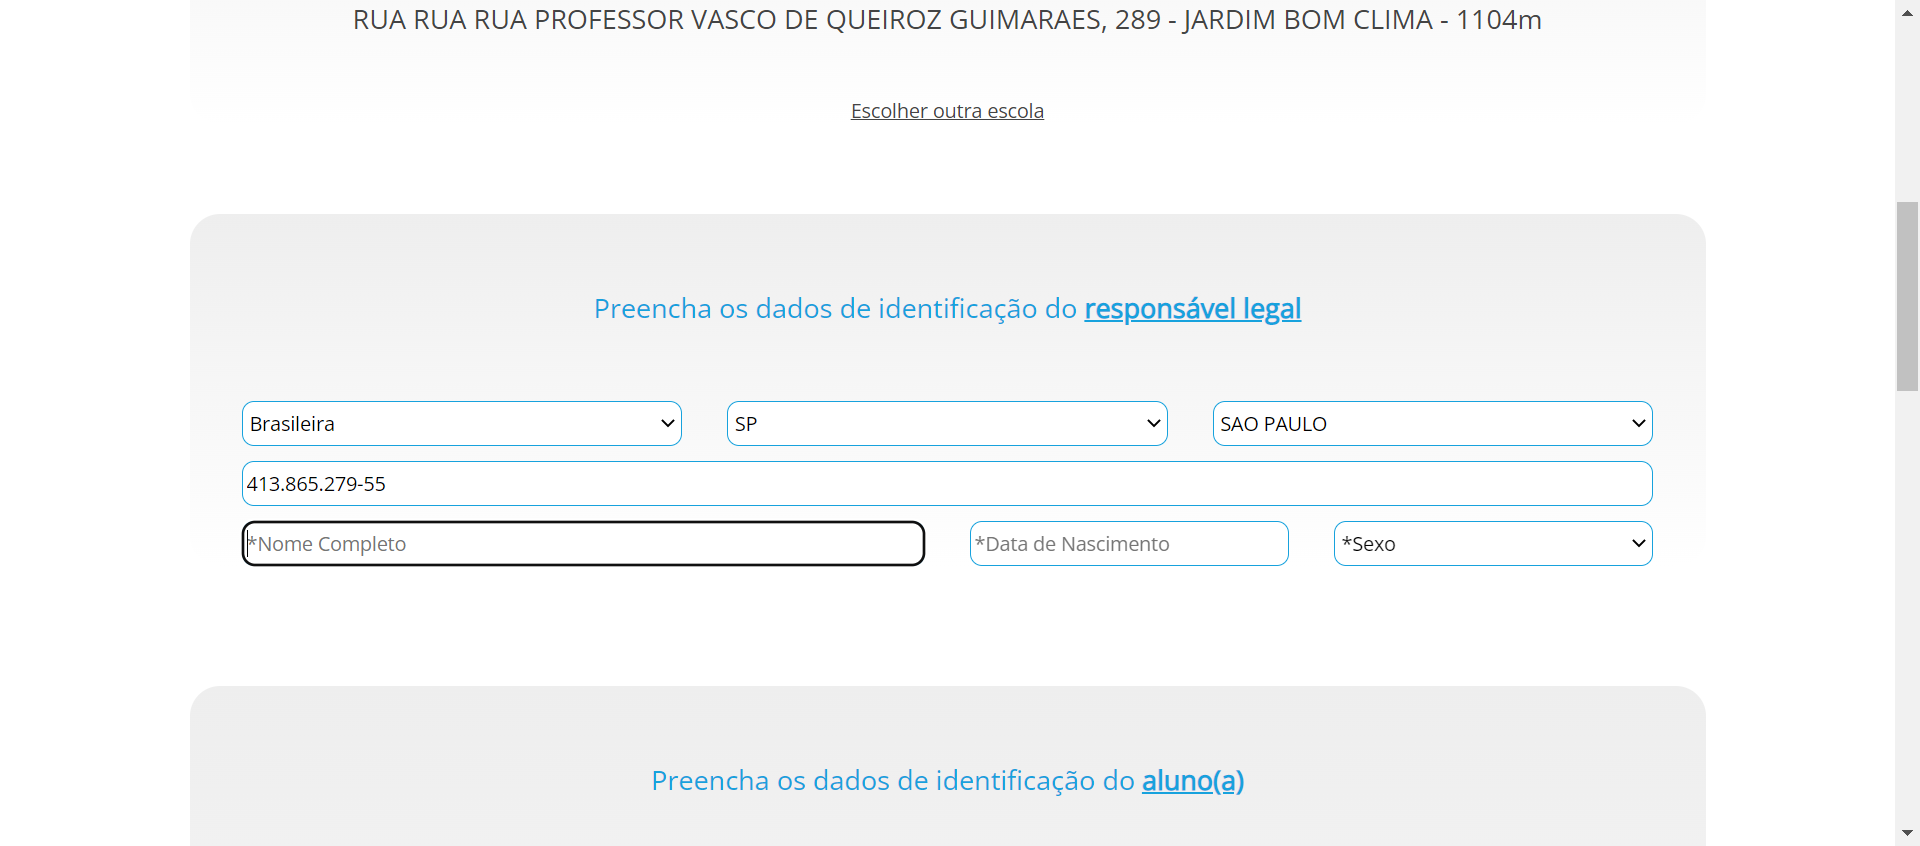 RUA RUA RUA PROFESSOR VASCO DE QUEIROZ GUIMARAES, 289 - JARDIM BOM CLIMA - 1104m
Escolher outra escola
Preencha os dados de identificação do responsável legal
Brasileira SP SAO PAULO
413.865.279-55
*Nome Completo *Data de Nascimento *Sexo
Preencha os dados de identificação do aluno(a)